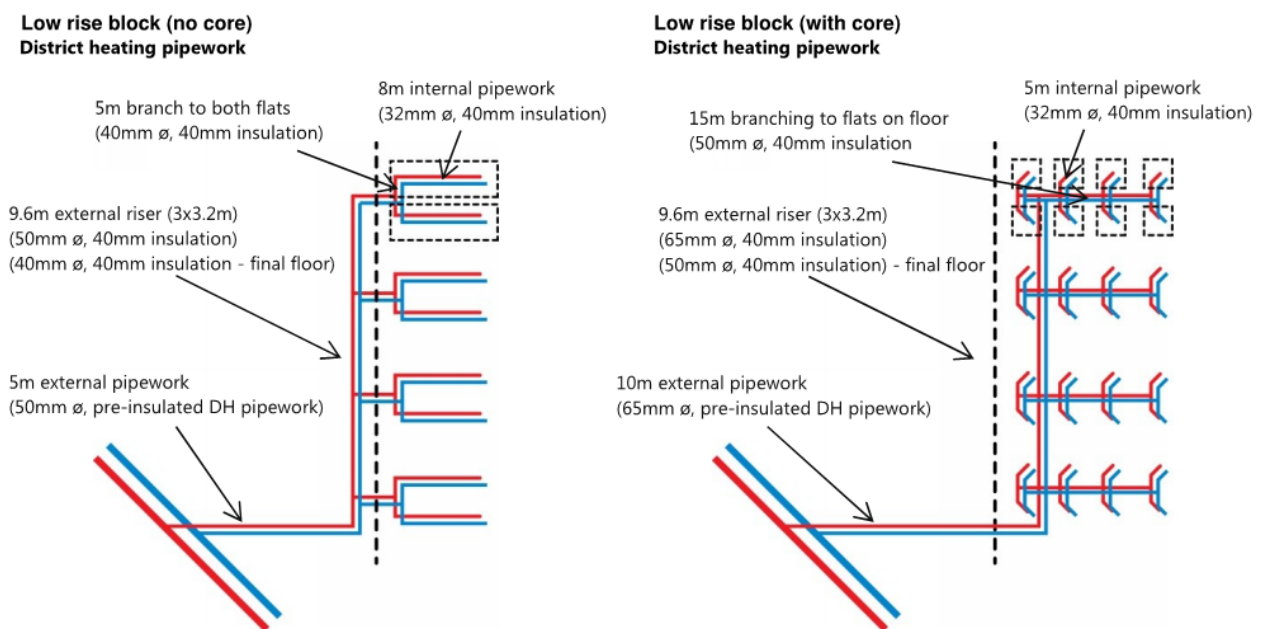 Low rise block (no core)
District heating pipework
8m internal pipework
(32mm ø, 40mm insulation)
5m branch to both flats
(40mm ø, 40mm insulation)
9.6m external riser (3x3.2m)
(50mm ø, 40mm insulation)
(40mm ø, 40mm insulation - final floor)
5m external pipework
(50mm ø, pre-insulated DH pipework)
Low rise block (with core)
District heating pipework
5m internal pipework
(32mm ø, 40mm insulation)
15m branching to flats on floor
(50mm ø, 40mm insulation
9.6m external riser (3x3.2m)
(65mm ø, 40mm insulation)
(50mm ø, 40mm insulation) - final floor
10m external pipework
(65mm ø, pre-insulated DH pipework)